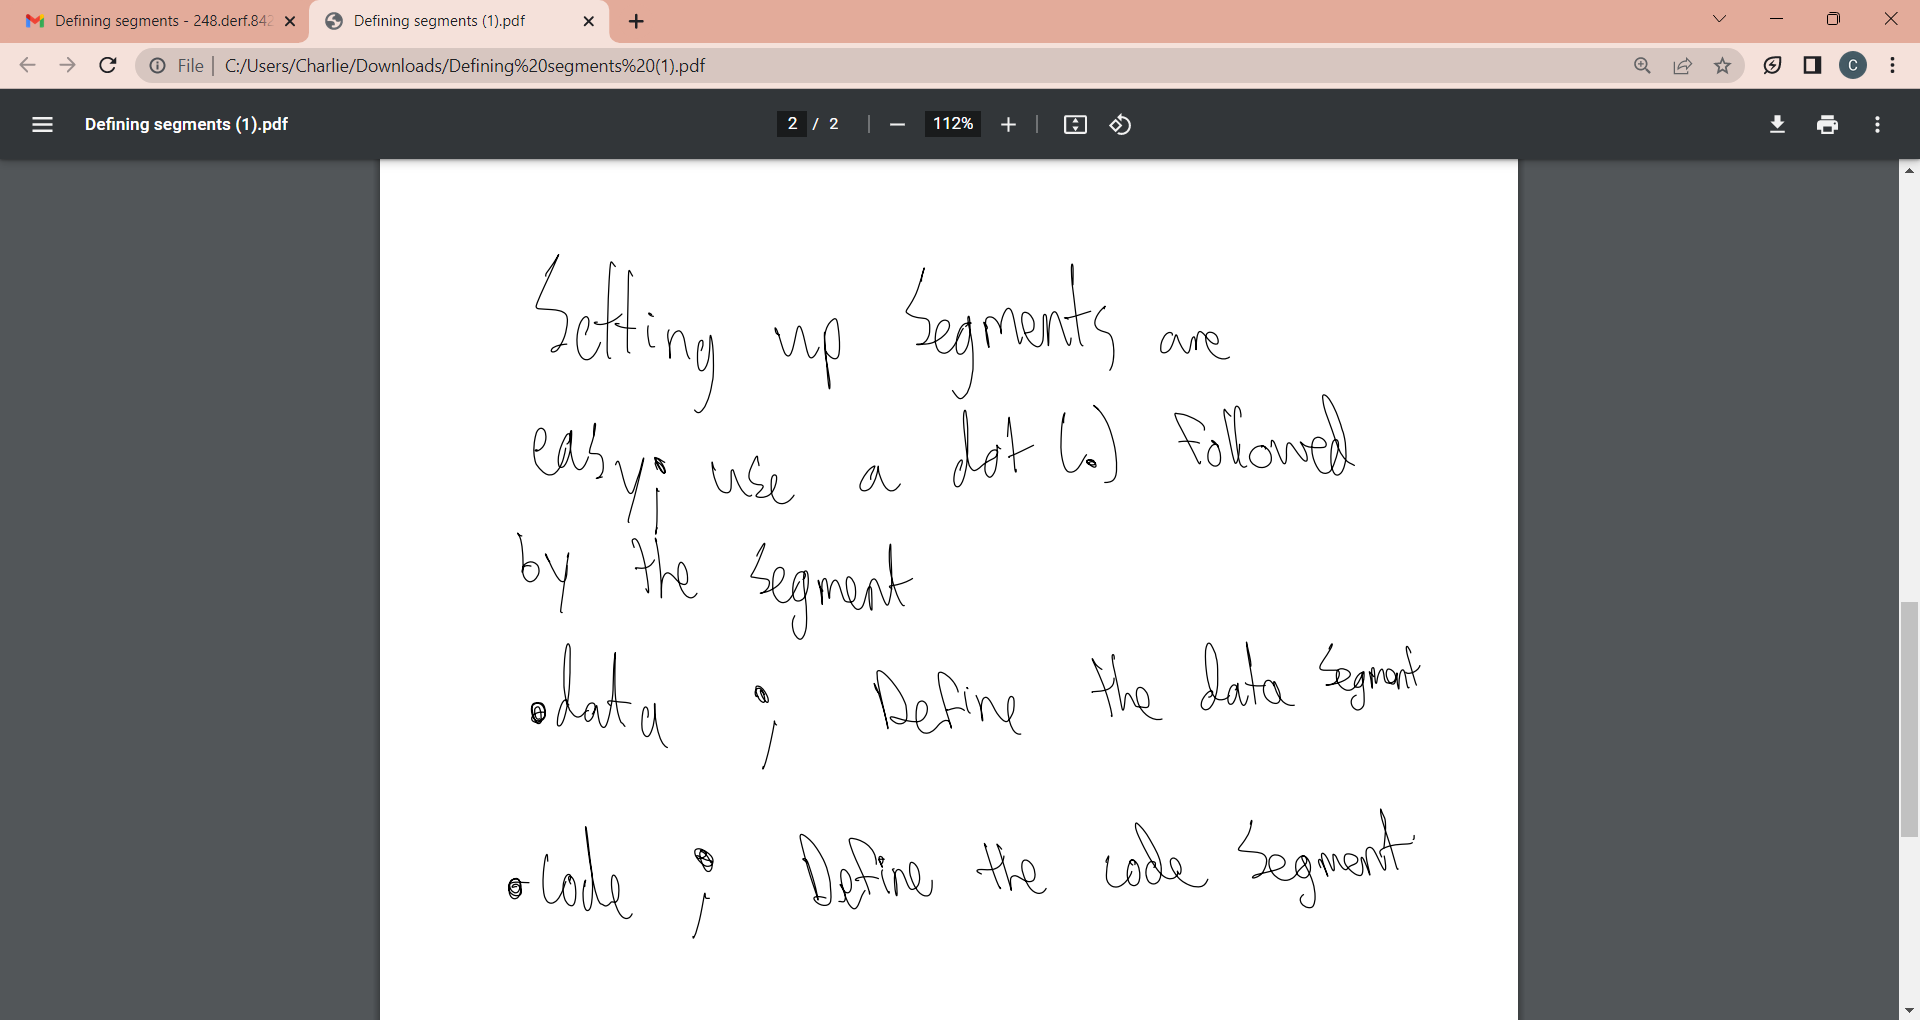 Defining segments - 248.derf.842
Defining segments (1).pdf
File
C:/Users/Charlie/Downloads/Defining%20segments%20(1).pdf
C
Defining segments (1).pdf
2 / 2
112%
Setting up segments are
easy; use a dot (.) followed
by the segment
.data ; Define the data segment
.code ; Define the code segment